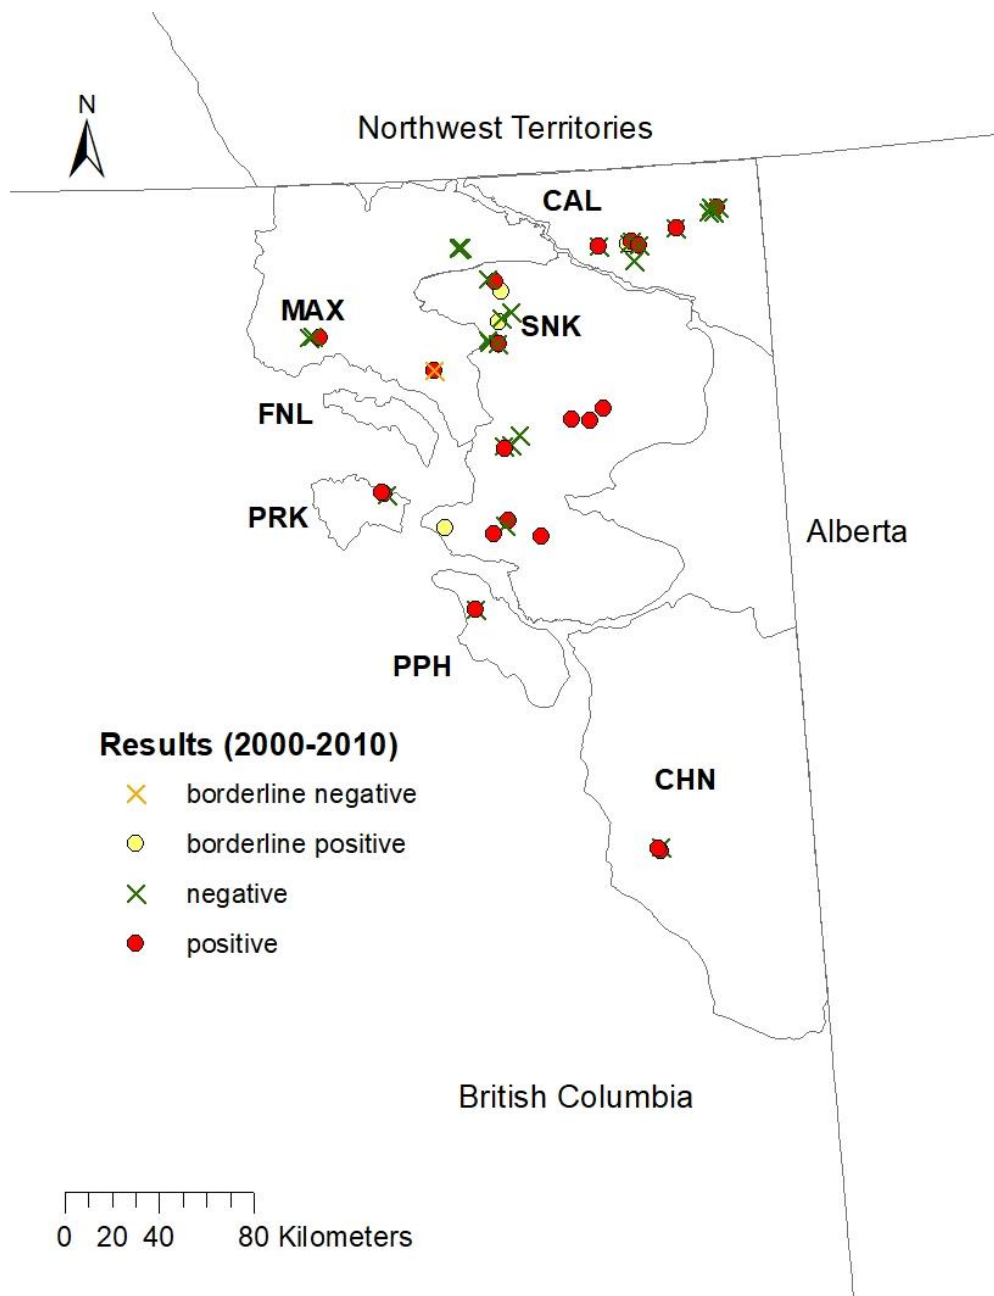 N
Northwest Territories
CAL
MAX
SNK
FNL
PRK
Alberta
PPH
Results (2000-2010)
borderline negative
borderline positive
negative
positive
CHN
British Columbia
0 20 40 80 Kilometers